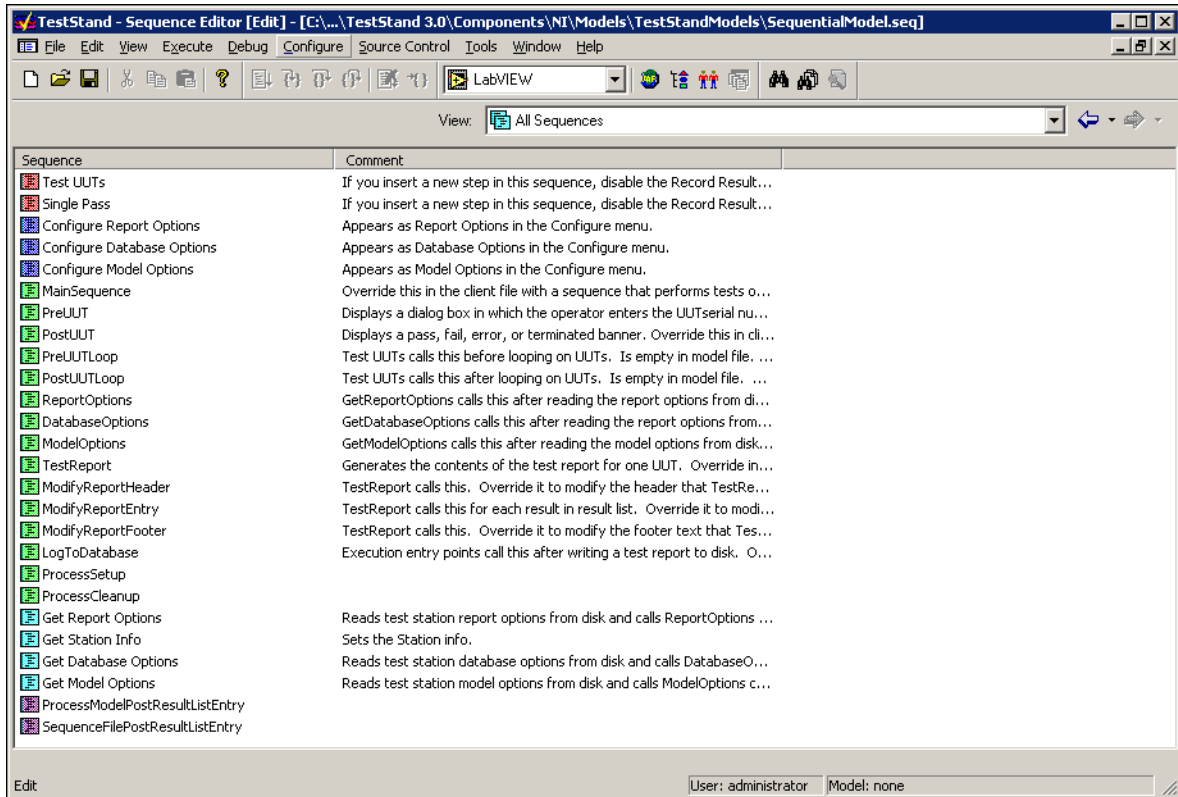 TestStand - Sequence Editor [Edit] - [C:\...\TestStand 3.0\Components\NI\Models\TestStandModels\SequentialModel.seq]
File Edit View Execute Debug Configure Source Control Tools Window Help
LabVIEW
View: All Sequences
Sequence Comment
Test UUTs If you insert a new step in this sequence, disable the Record Result...
Single Pass If you insert a new step in this sequence, disable the Record Result...
Configure Report Options Appears as Report Options in the Configure menu.
Configure Database Options Appears as Database Options in the Configure menu.
Configure Model Options Appears as Model Options in the Configure menu.
MainSequence Override this in the client file with a sequence that performs tests o...
PreUUT Displays a dialog box in which the operator enters the UUTserial nu...
PostUUT Displays a pass, fail, error, or terminated banner. Override this in cli...
PreUUTLoop Test UUTs calls this before looping on UUTs.  Is empty in model file. ...
PostUUTLoop Test UUTs calls this after looping on UUTs.  Is empty in model file.  ...
ReportOptions GetReportOptions calls this after reading the report options from di...
DatabaseOptions GetDatabaseOptions calls this after reading the report options from...
ModelOptions GetModelOptions calls this after reading the model options from disk...
TestReport Generates the contents of the test report for one UUT.  Override in...
ModifyReportHeader TestReport calls this.  Override it to modify the header that TestRe...
ModifyReportEntry TestReport calls this for each result in result list.  Override it to modi...
ModifyReportFooter TestReport calls this.  Override it to modify the footer text that Tes...
LogToDatabase Execution entry points call this after writing a test report to disk.  O...
ProcessSetup
ProcessCleanup
Get Report Options Reads test station report options from disk and calls ReportOptions ...
Get Station Info Sets the Station info.
Get Database Options Reads test station database options from disk and calls DatabaseO...
Get Model Options Reads test station model options from disk and calls ModelOptions c...
ProcessModelPostResultListEntry
SequenceFilePostResultListEntry
Edit User: administrator Model: none